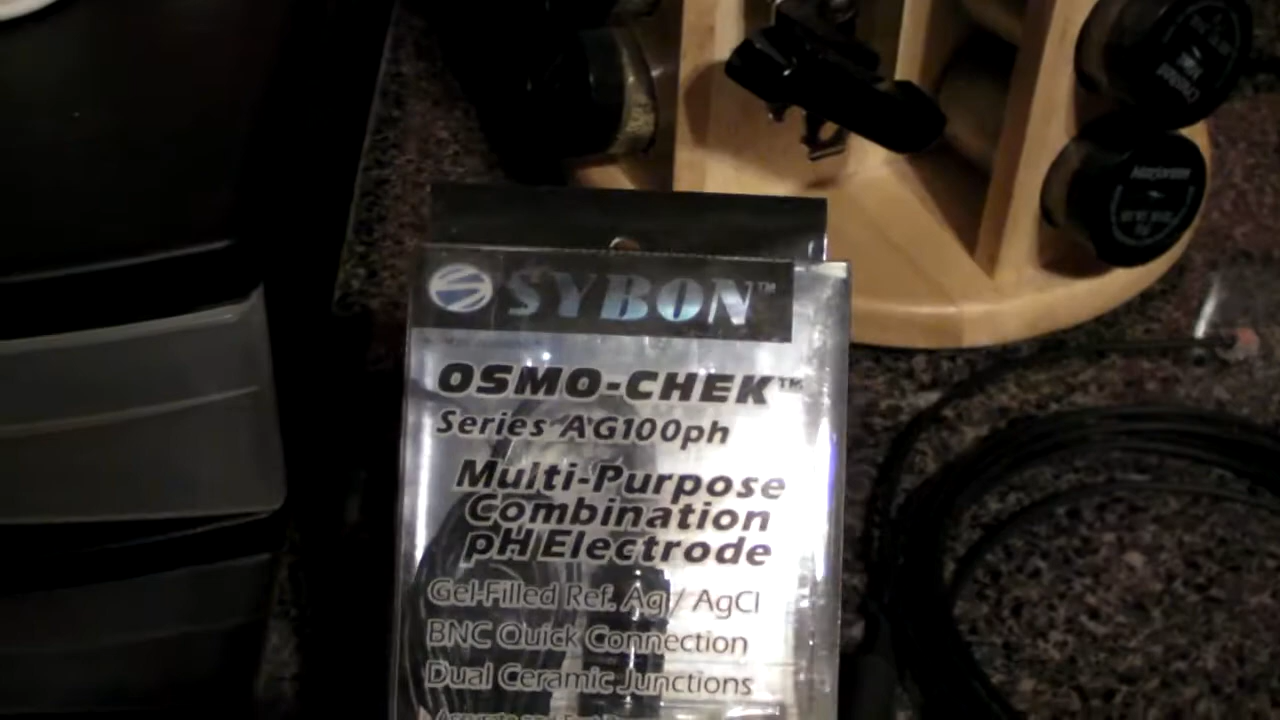 SYBON™
OSMO-CHEK™
Series AG100ph
Multi-Purpose
Combination
pH Electrode
Gel-Filled Ref. Ag / AgCl
BNC Quick Connection
Dual Ceramic Junctions